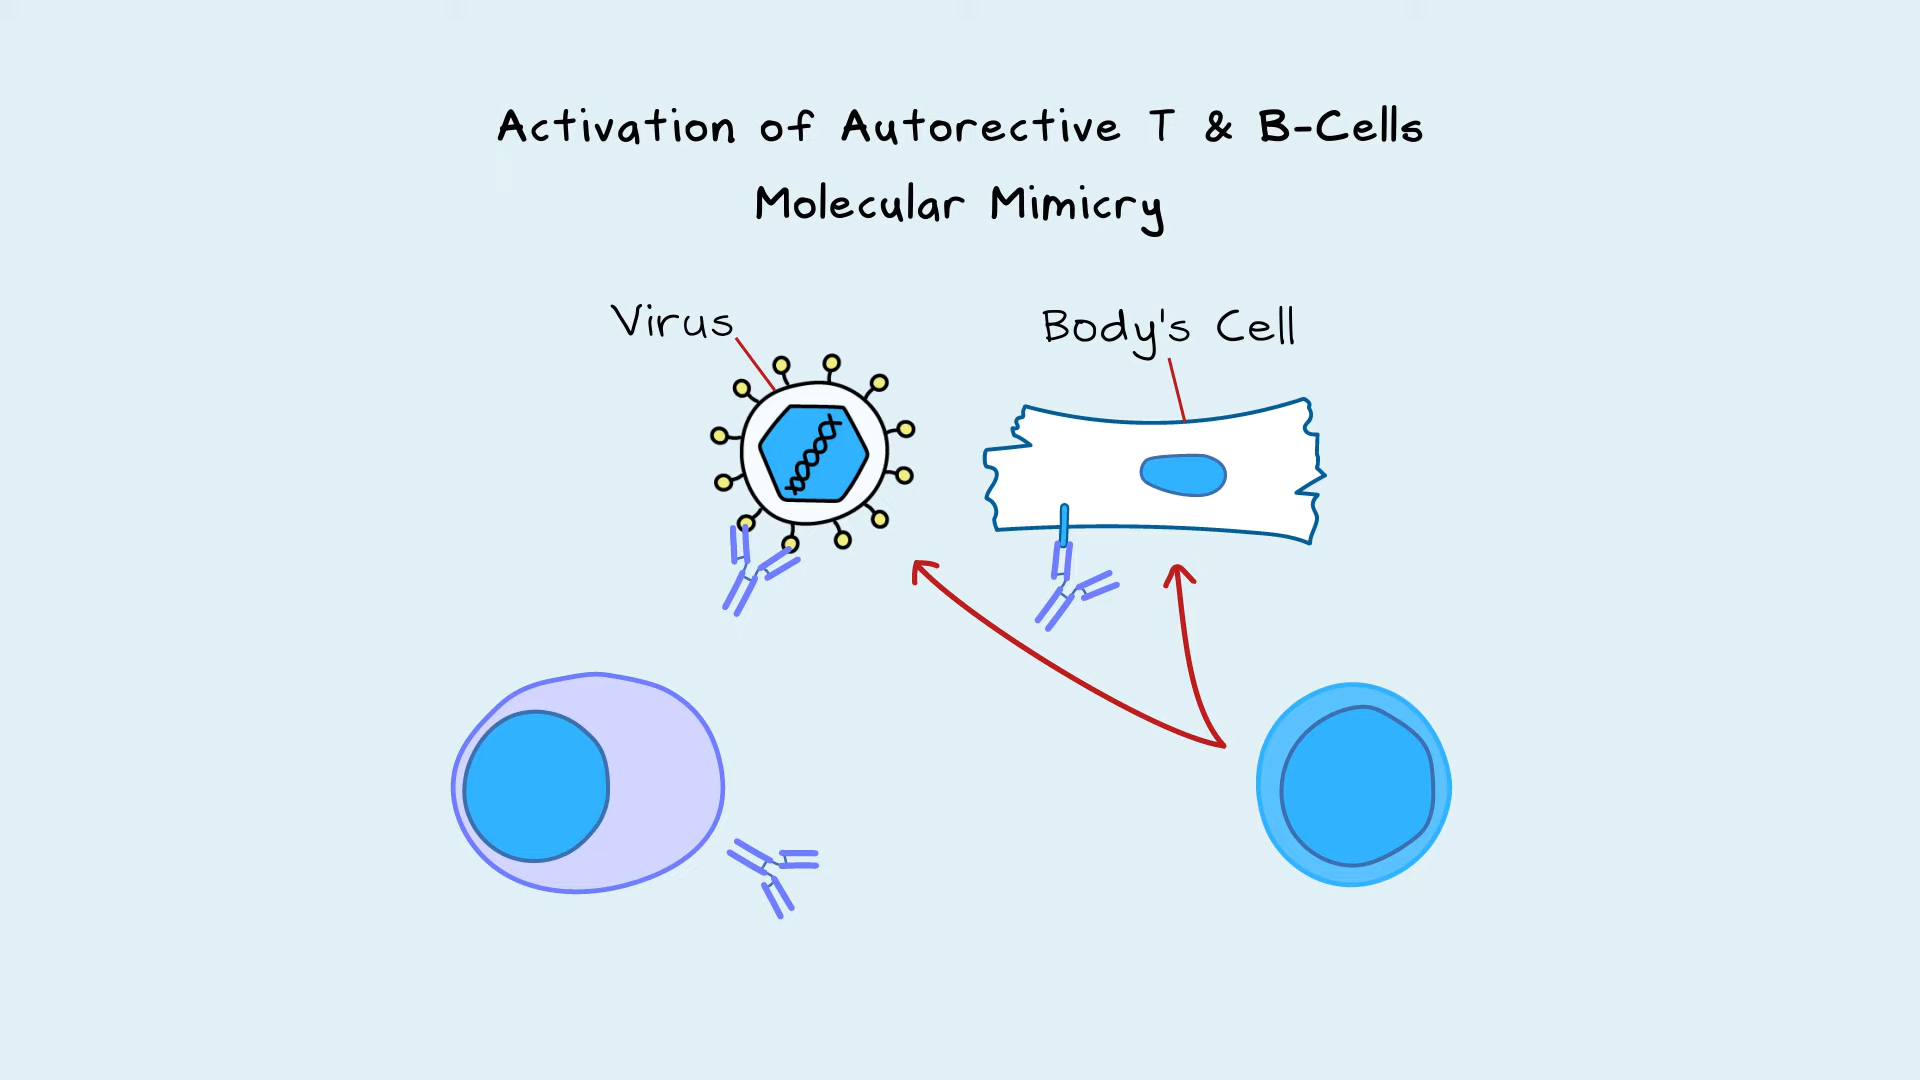 Activation of Autorective T & B-Cells
Molecular Mimicry
Virus
Body's Cell